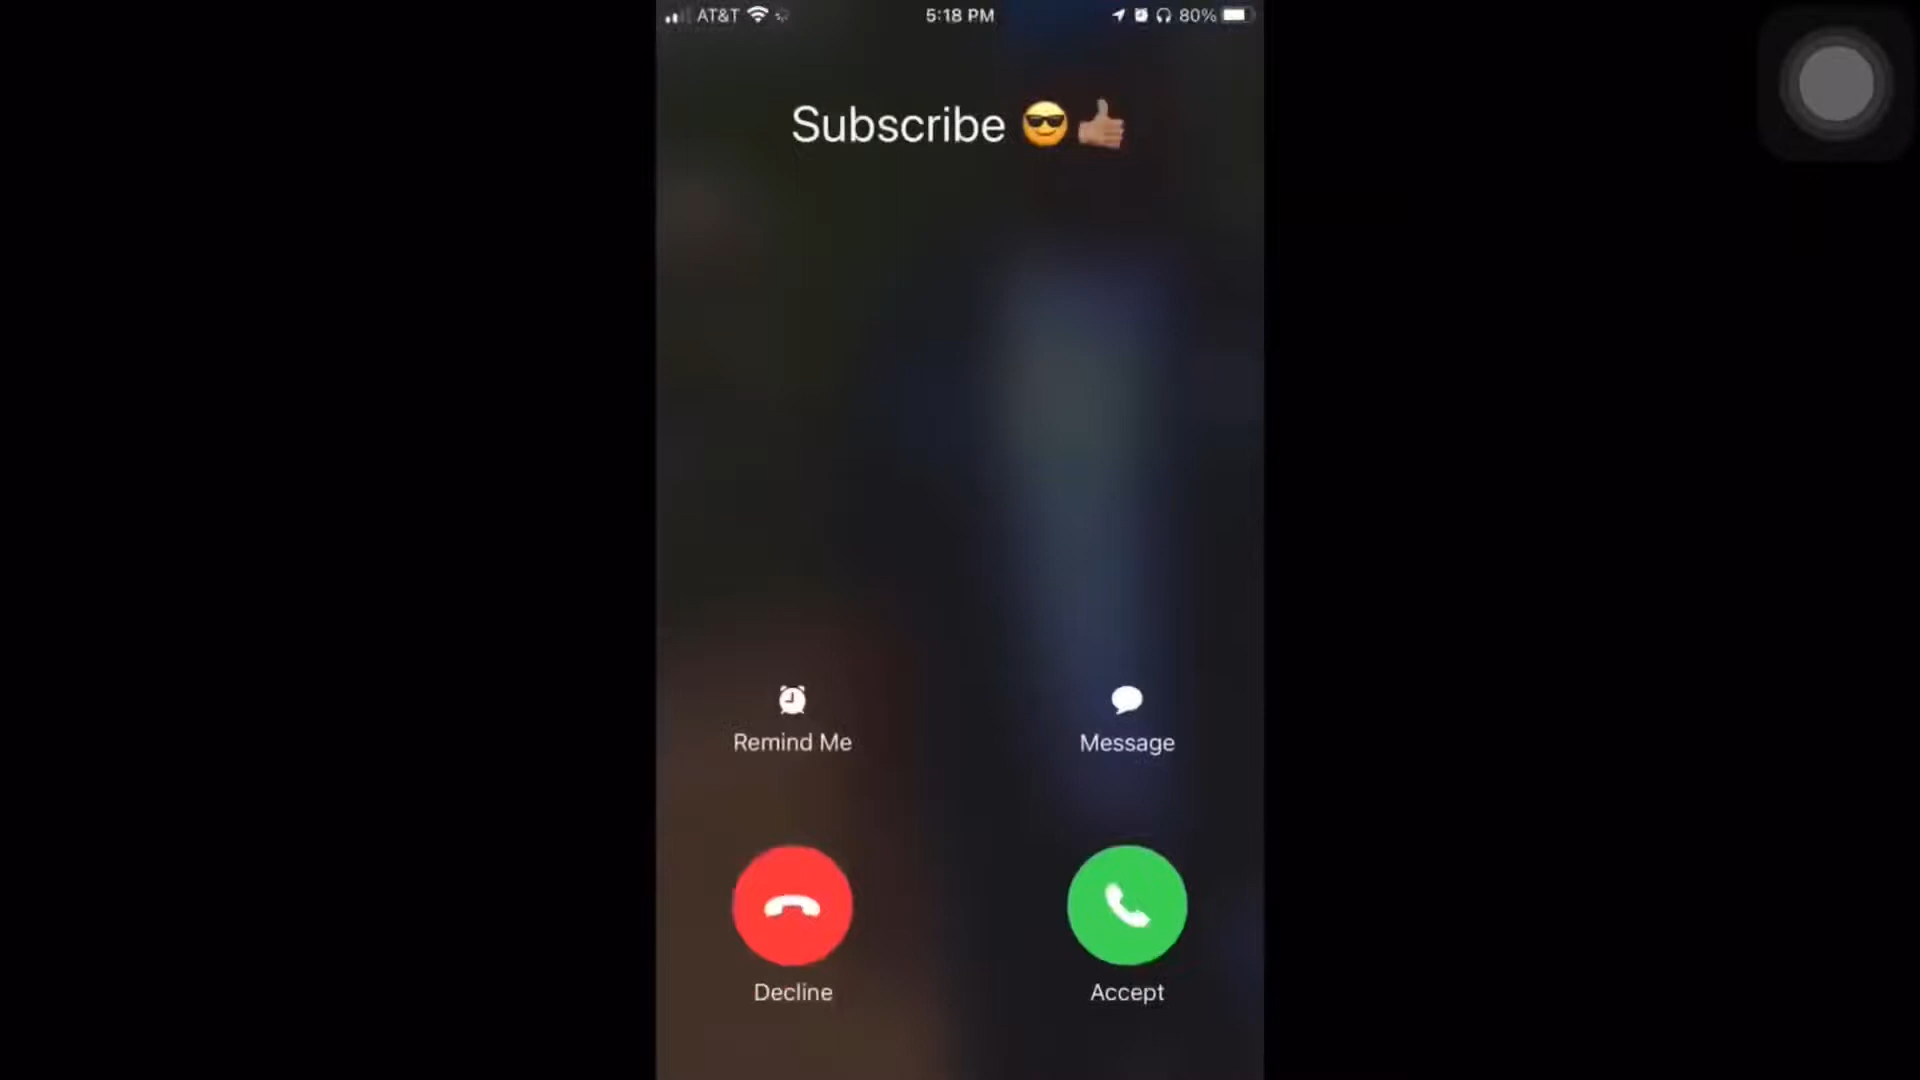 AT&T 5:18 PM 80%
Subscribe 😎👍🏽
Remind Me Message
Decline Accept